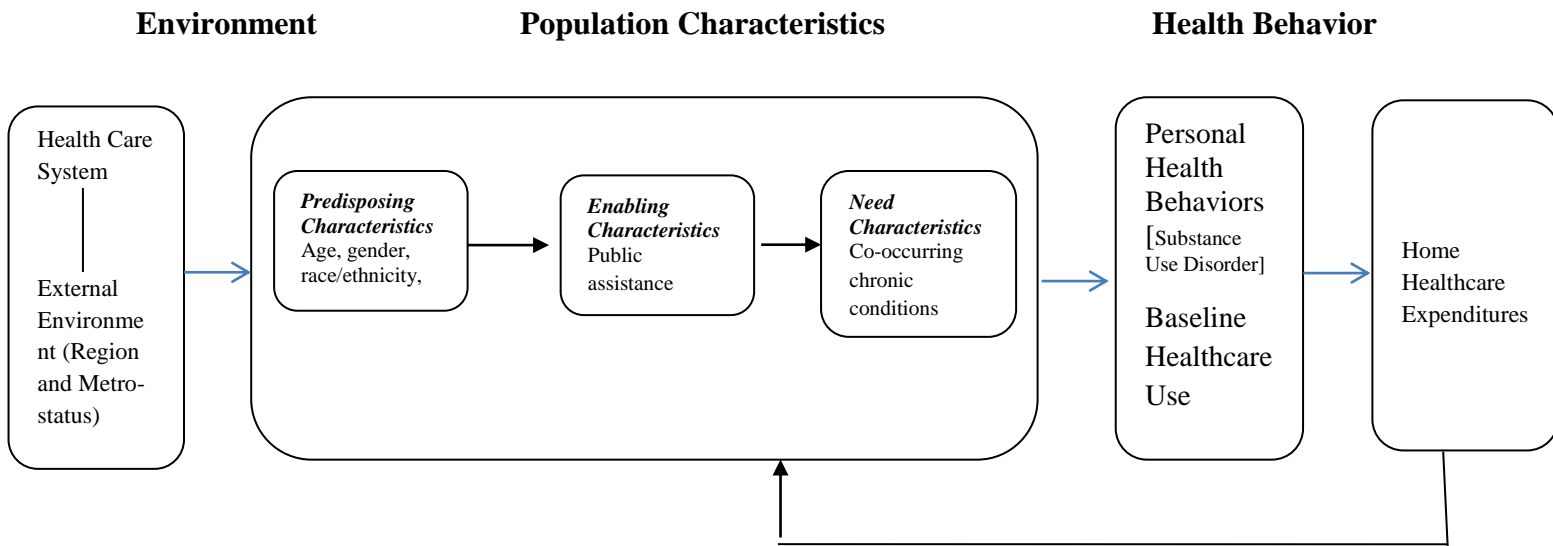 Environment
Population Characteristics
Health Behavior
Health Care
System
External
Environme
nt (Region
and Metro-
status)
Predisposing
Characteristics
Age, gender,
race/ethnicity,
Enabling
Characteristics
Public
assistance
Need
Characteristics
Co-occurring
chronic
conditions
Personal
Health
Behaviors
[Substance
Use Disorder]
Baseline
Healthcare
Use
Home
Healthcare
Expenditures